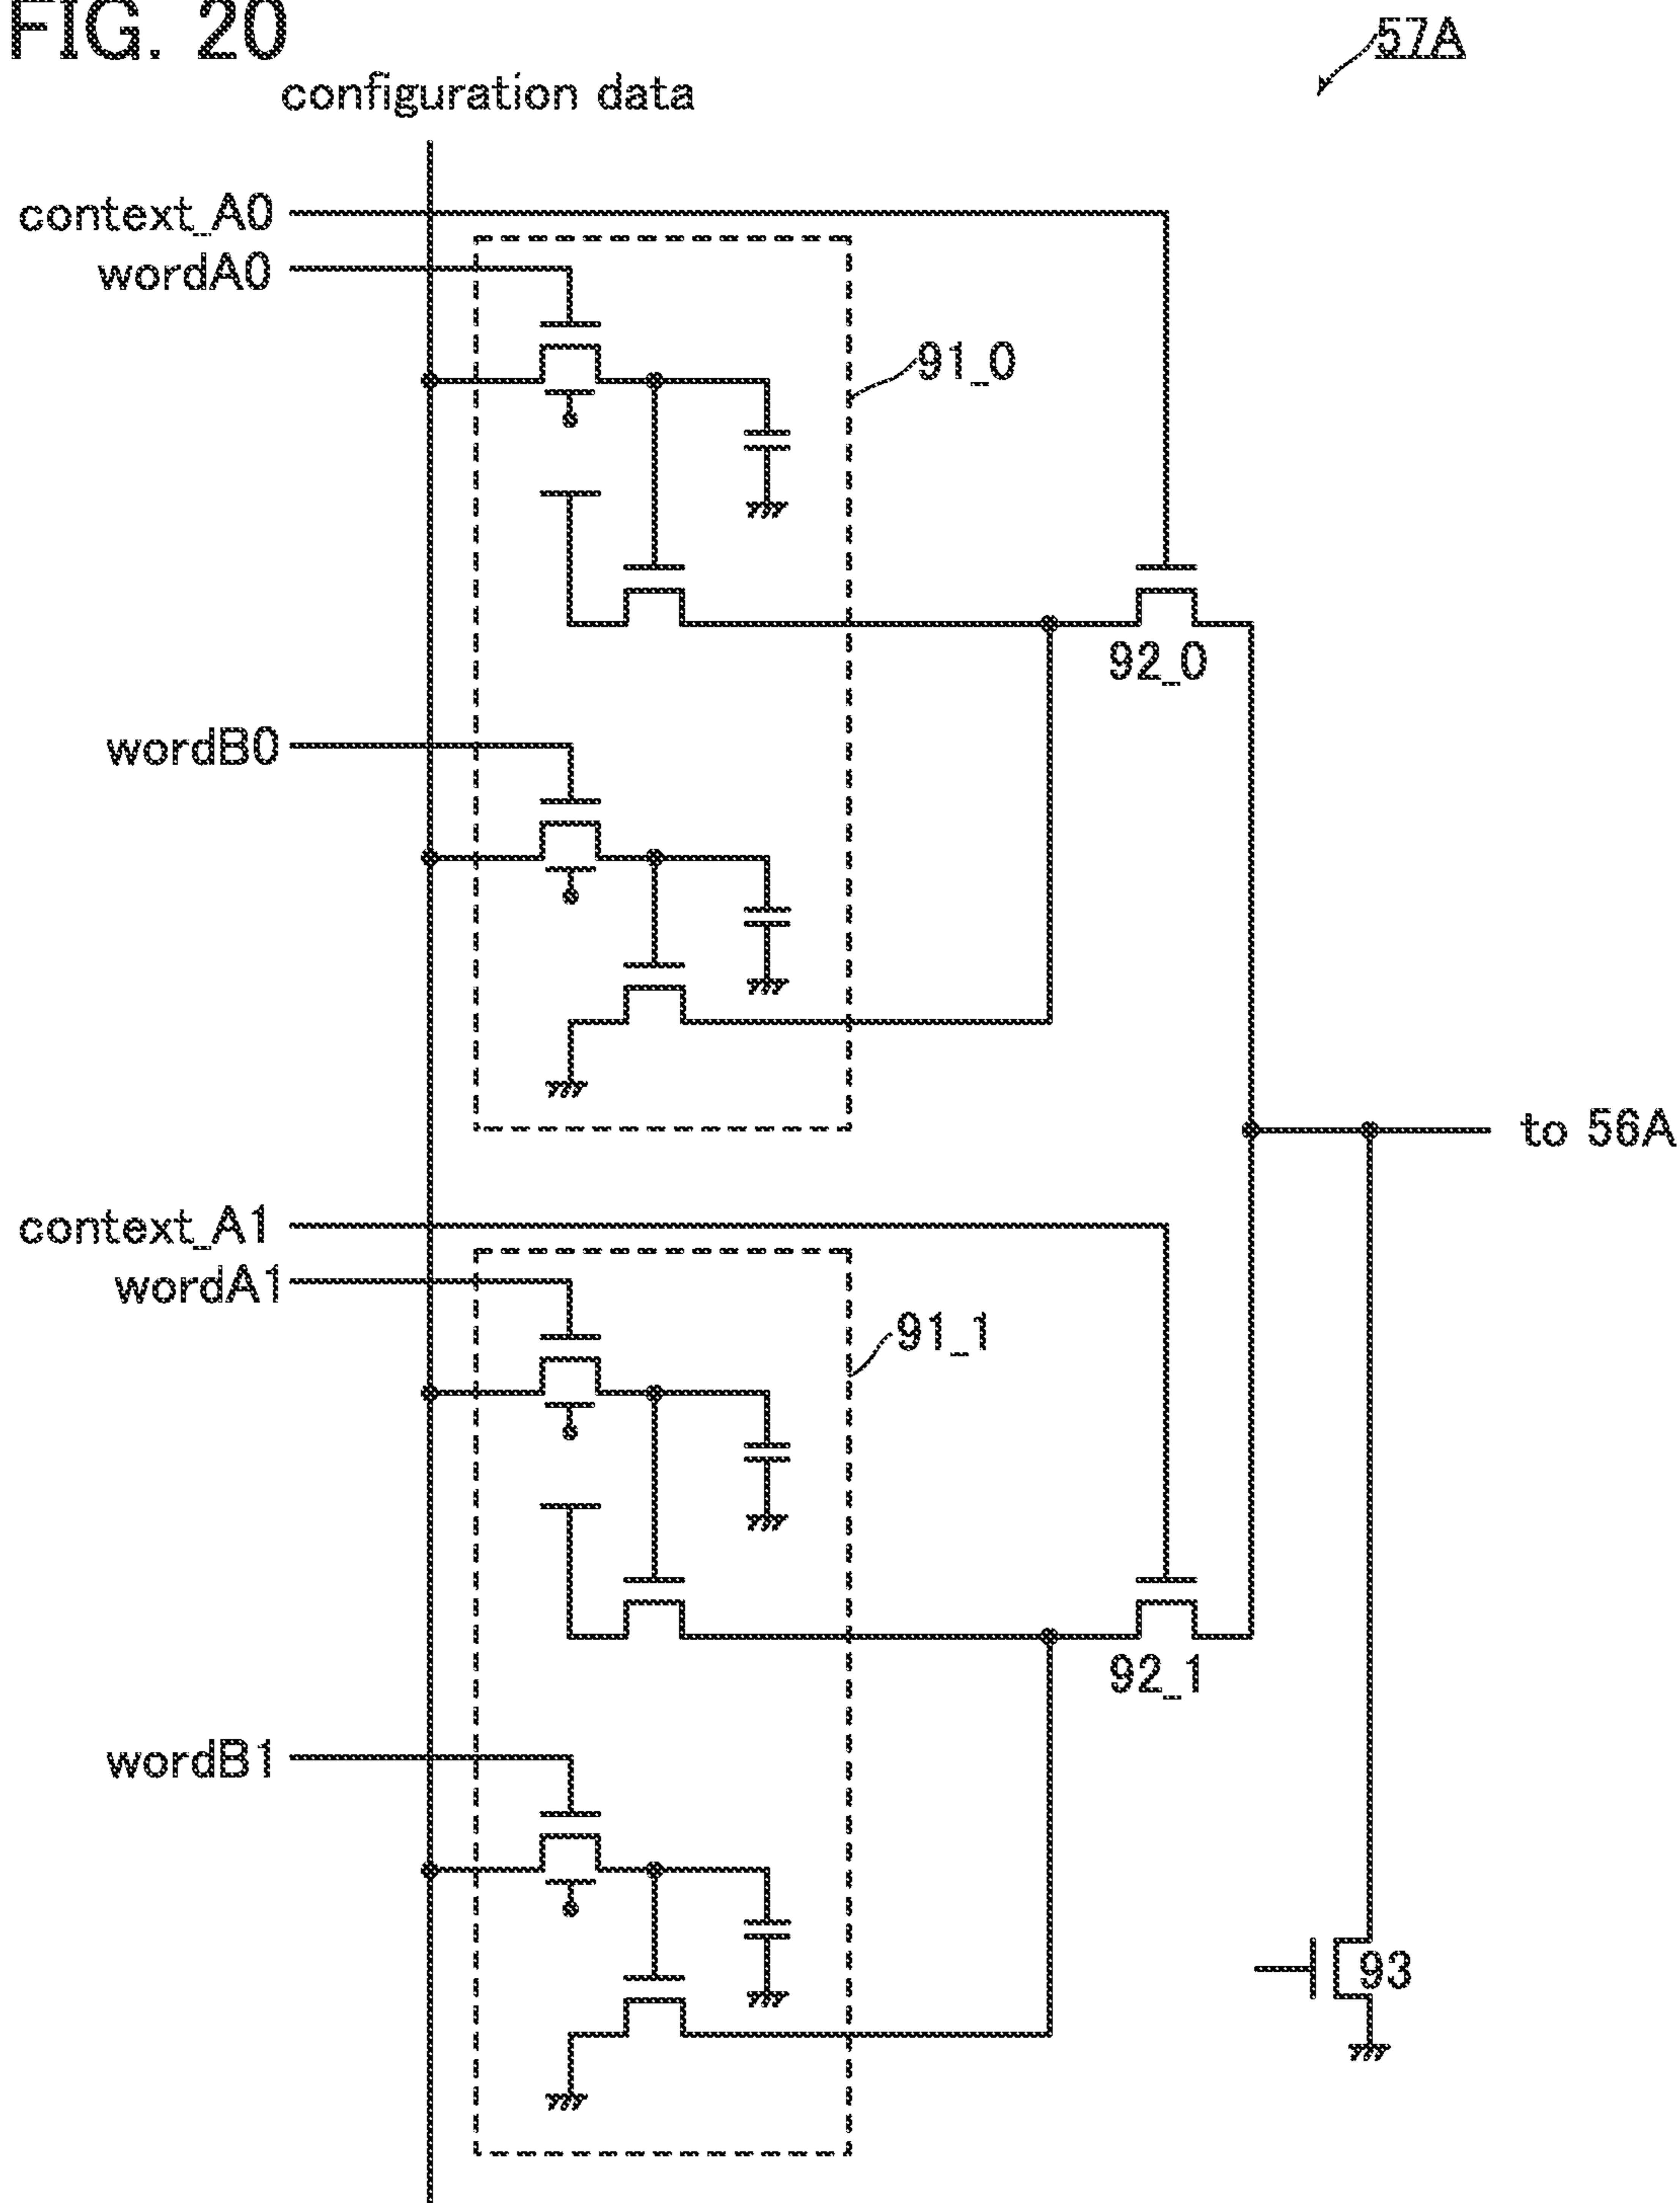 FIG. 20
57A
configuration data
context_A0
wordA0
91_0
92_0
wordB0
to 56A
context_A1
wordA1
91_1
92_1
wordB1
93